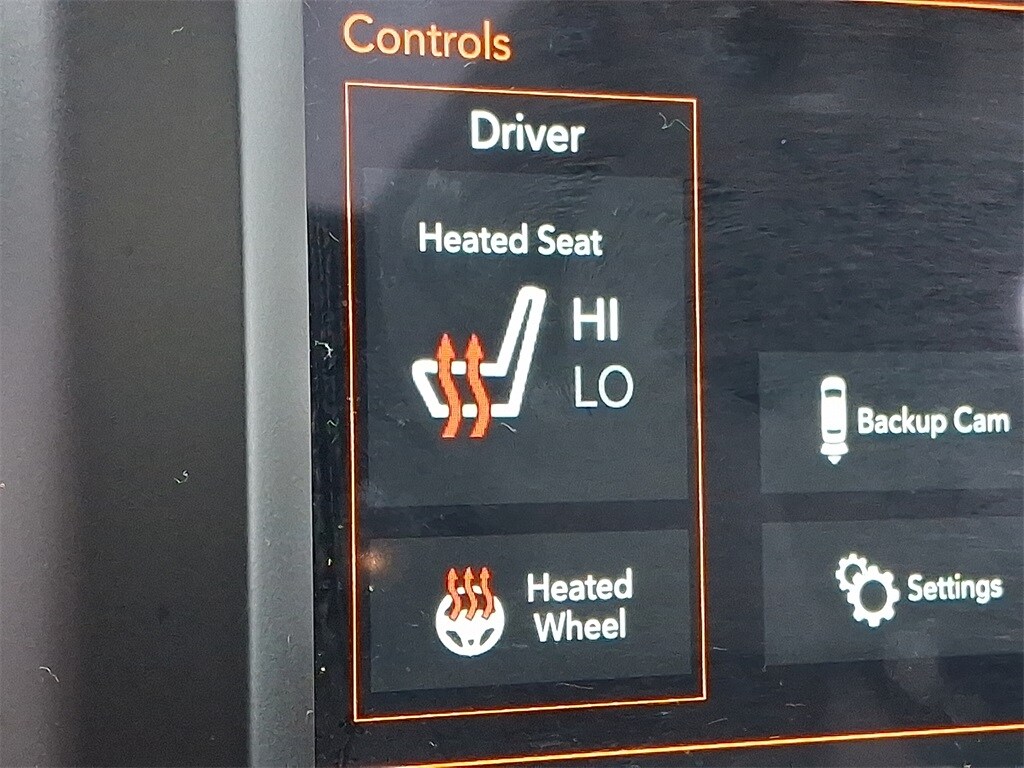 Controls
Driver
Heated Seat
HI
LO
Backup Cam
Heated
Wheel
Settings